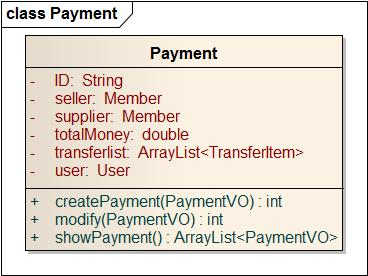 class Payment
Payment
- ID: String
- seller: Member
- supplier: Member
- totalMoney: double
- transferlist: ArrayList<TransferItem>
- user: User
+ createPayment(PaymentVO) : int
+ modify(PaymentVO) : int
+ showPayment() : ArrayList<PaymentVO>